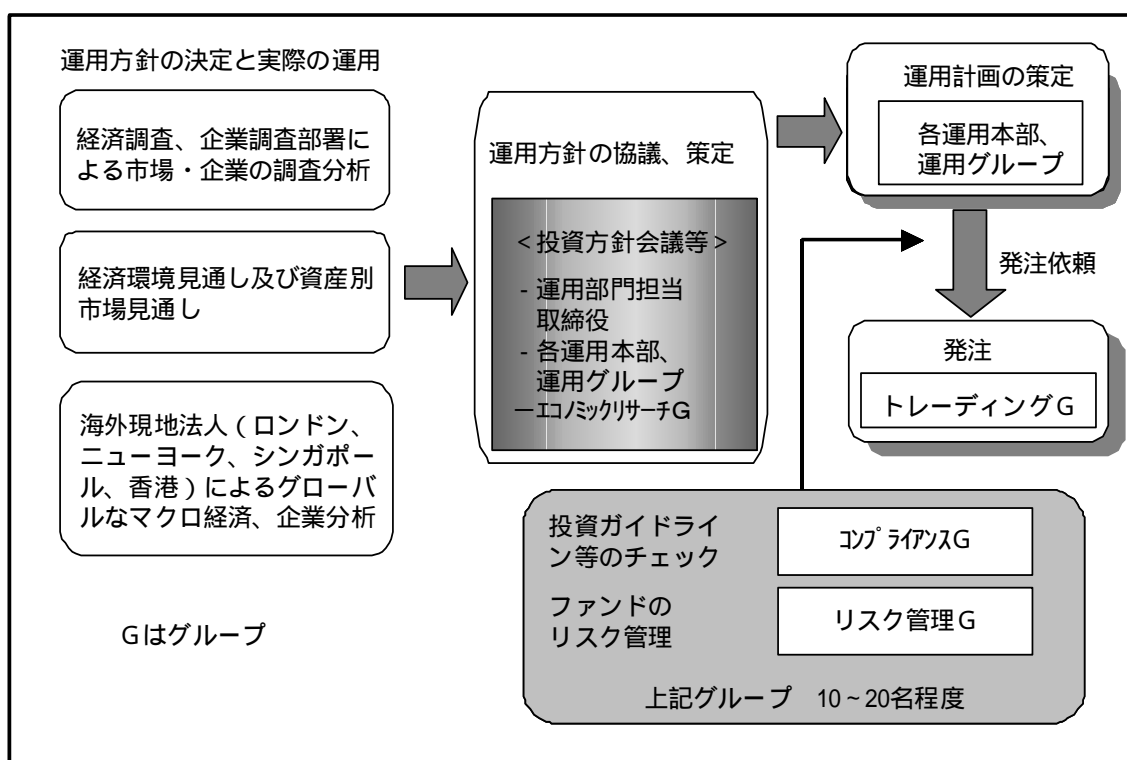 運用方針の決定と実際の運用
経済調査、企業調査部署に
よる市場・企業の調査分析
経済環境見通し及び資産別
市場見通し
海外現地法人(ロンドン、
ニューヨーク、シンガポー
ル、香港)によるグローバ
ルなマクロ経済、企業分析
Gはグループ
運用方針の協議、策定
<投資方針会議等>
- 運用部門担当
取締役
- 各運用本部、
運用グループ
ーエコノミックリサーチG
運用計画の策定
各運用本部、
運用グループ
発注依頼
発注
トレーディングG
投資ガイドライ
ン等のチェック
コンプライアンスG
ファンドの
リスク管理
リスク管理G
上記グループ 10~20名程度